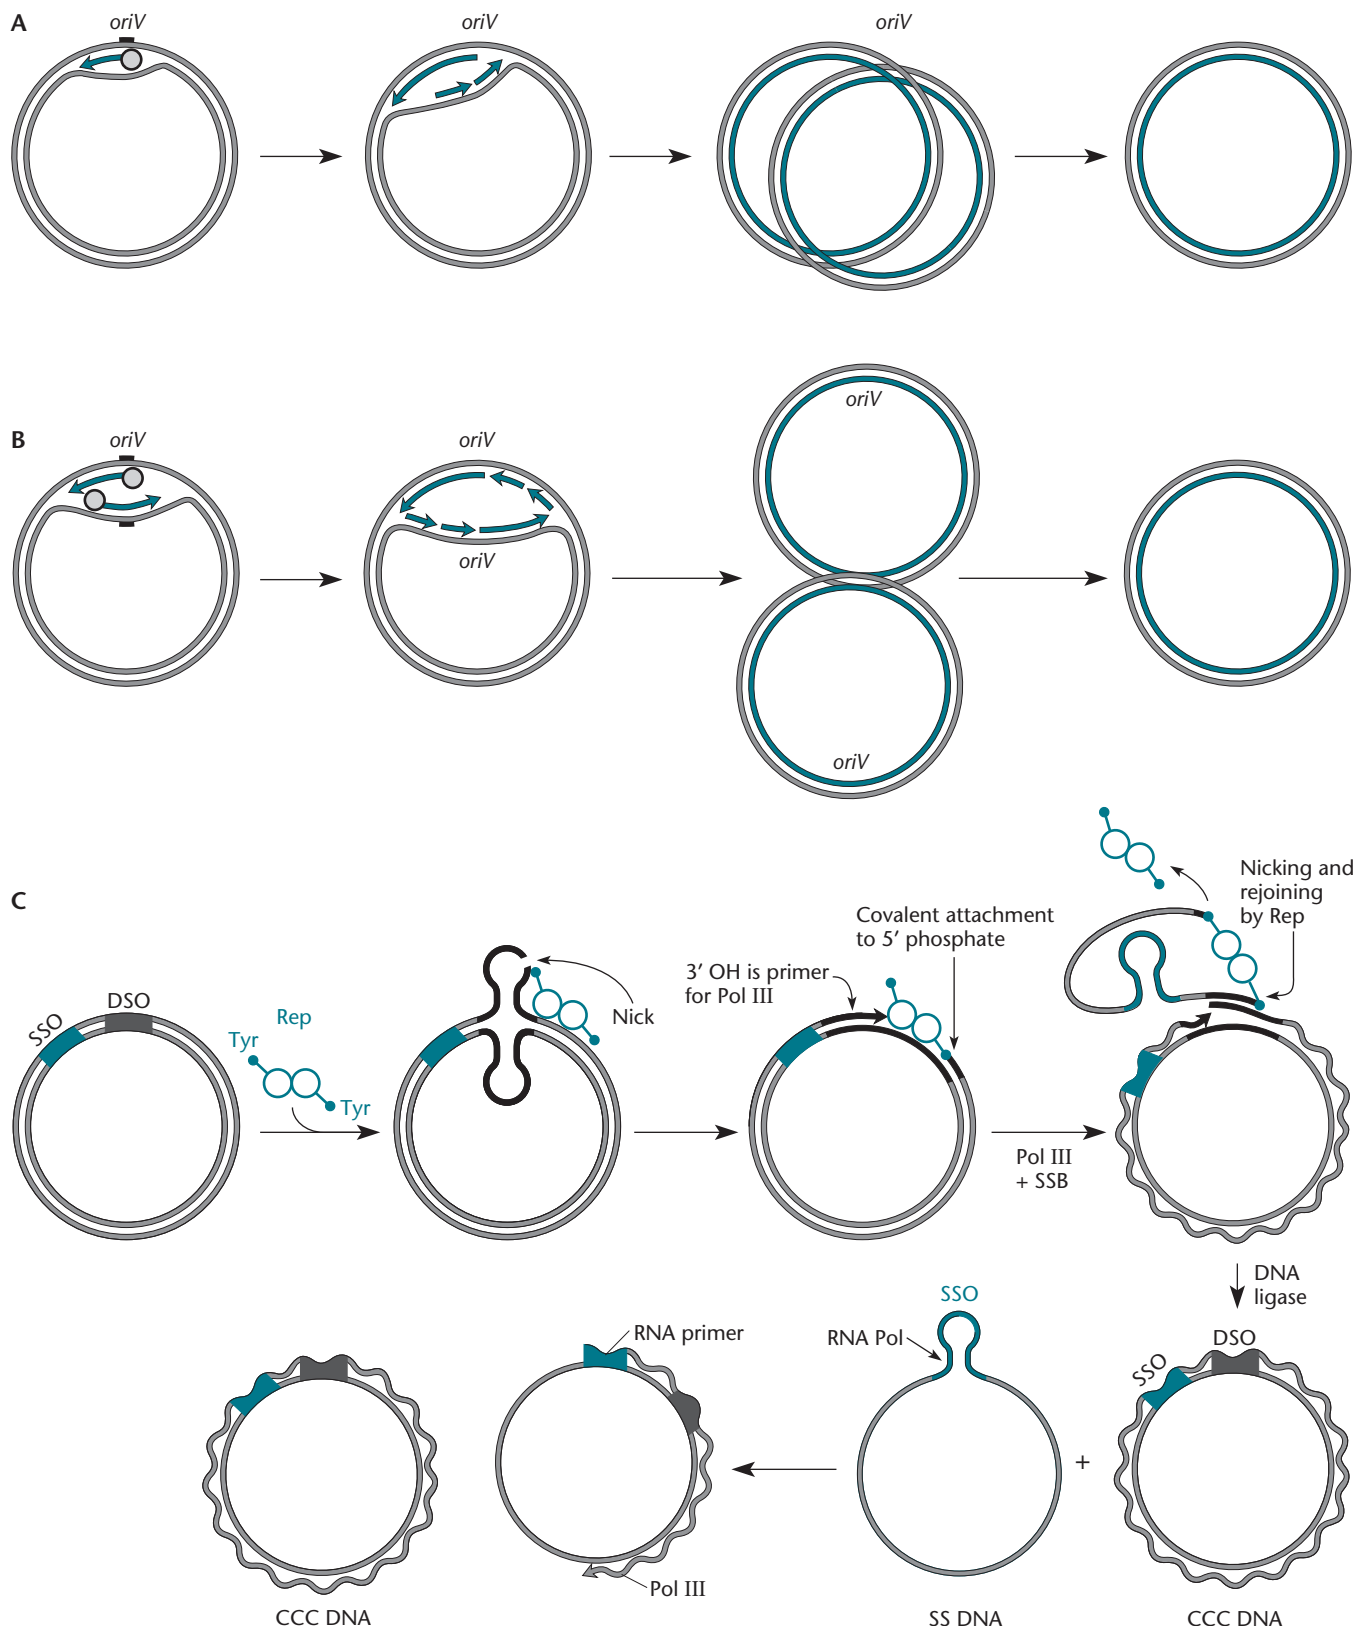 A
oriV
oriV
oriV
B
oriV
oriV
oriV
oriV
oriV
C
SSO
DSO
Rep
Tyr
Tyr
Nick
3′ OH is primer
for Pol III
Covalent attachment
to 5′ phosphate
Nicking and
rejoining
by Rep
Pol III
+ SSB
DNA
ligase
CCC DNA
RNA primer
Pol III
SSO
RNA Pol
SS DNA
+
SSO
DSO
CCC DNA